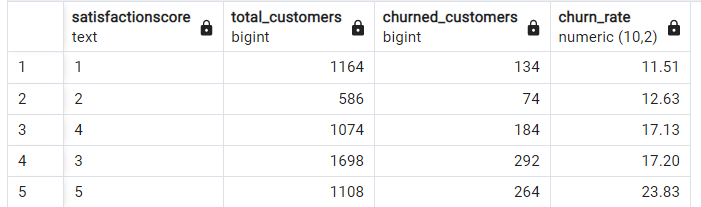 satisfactionscore total_customers churned_customers churn_rate
text bigint bigint numeric (10,2)
1 1 1164 134 11.51
2 2 586 74 12.63
3 4 1074 184 17.13
4 3 1698 292 17.20
5 5 1108 264 23.83